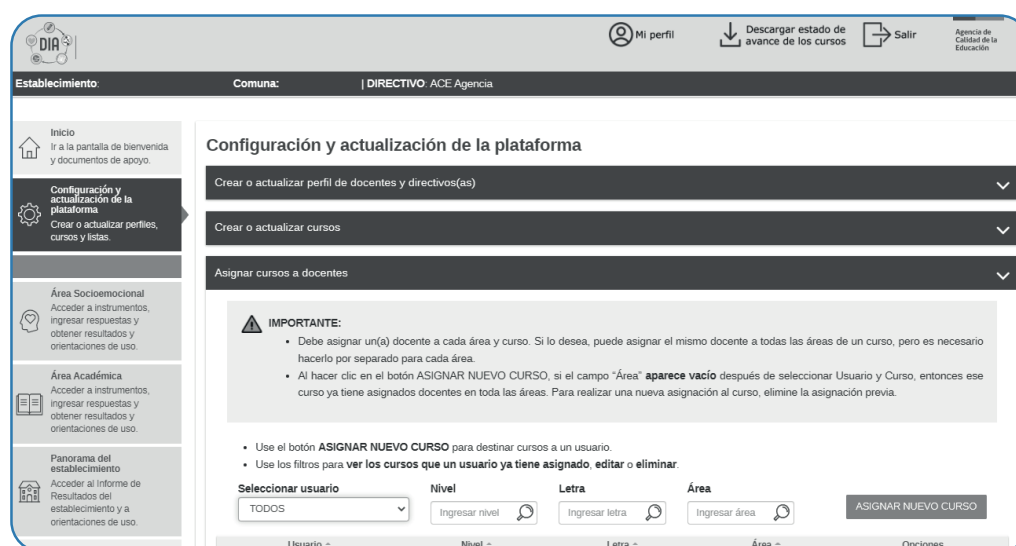 DIA
Mi perfil
Descargar estado de
avance de los cursos
Salir
Agencia de
Calidad de la
Educación
Establecimiento: Comuna: | DIRECTIVO: ACE Agencia
Inicio
Ir a la pantalla de bienvenida
y documentos de apoyo.
Configuración y
actualización de la
plataforma
Crear o actualizar perfiles,
cursos y listas.
Área Socioemocional
Acceder a instrumentos,
ingresar respuestas y
obtener resultados y
orientaciones de uso.
Área Académica
Acceder a instrumentos,
ingresar respuestas y
obtener resultados y
orientaciones de uso.
Panorama del
establecimiento
Acceder al Informe de
Resultados del
establecimiento y a
orientaciones de uso.
Configuración y actualización de la plataforma
Crear o actualizar perfil de docentes y directivos(as)
Crear o actualizar cursos
Asignar cursos a docentes
IMPORTANTE:
• Debe asignar un(a) docente a cada área y curso. Si lo desea, puede asignar el mismo docente a todas las áreas de un curso, pero es necesario
hacerlo por separado para cada área.
• Al hacer clic en el botón ASIGNAR NUEVO CURSO, si el campo “Área” aparece vacío después de seleccionar Usuario y Curso, entonces ese
curso ya tiene asignados docentes en toda las áreas. Para realizar una nueva asignación al curso, elimine la asignación previa.
• Use el botón ASIGNAR NUEVO CURSO para destinar cursos a un usuario.
• Use los filtros para ver los cursos que un usuario ya tiene asignado, editar o eliminar.
Seleccionar usuario Nivel Letra Área
TODOS Ingresar nivel Ingresar letra Ingresar área ASIGNAR NUEVO CURSO
Usuario Nivel Letra Área Opciones